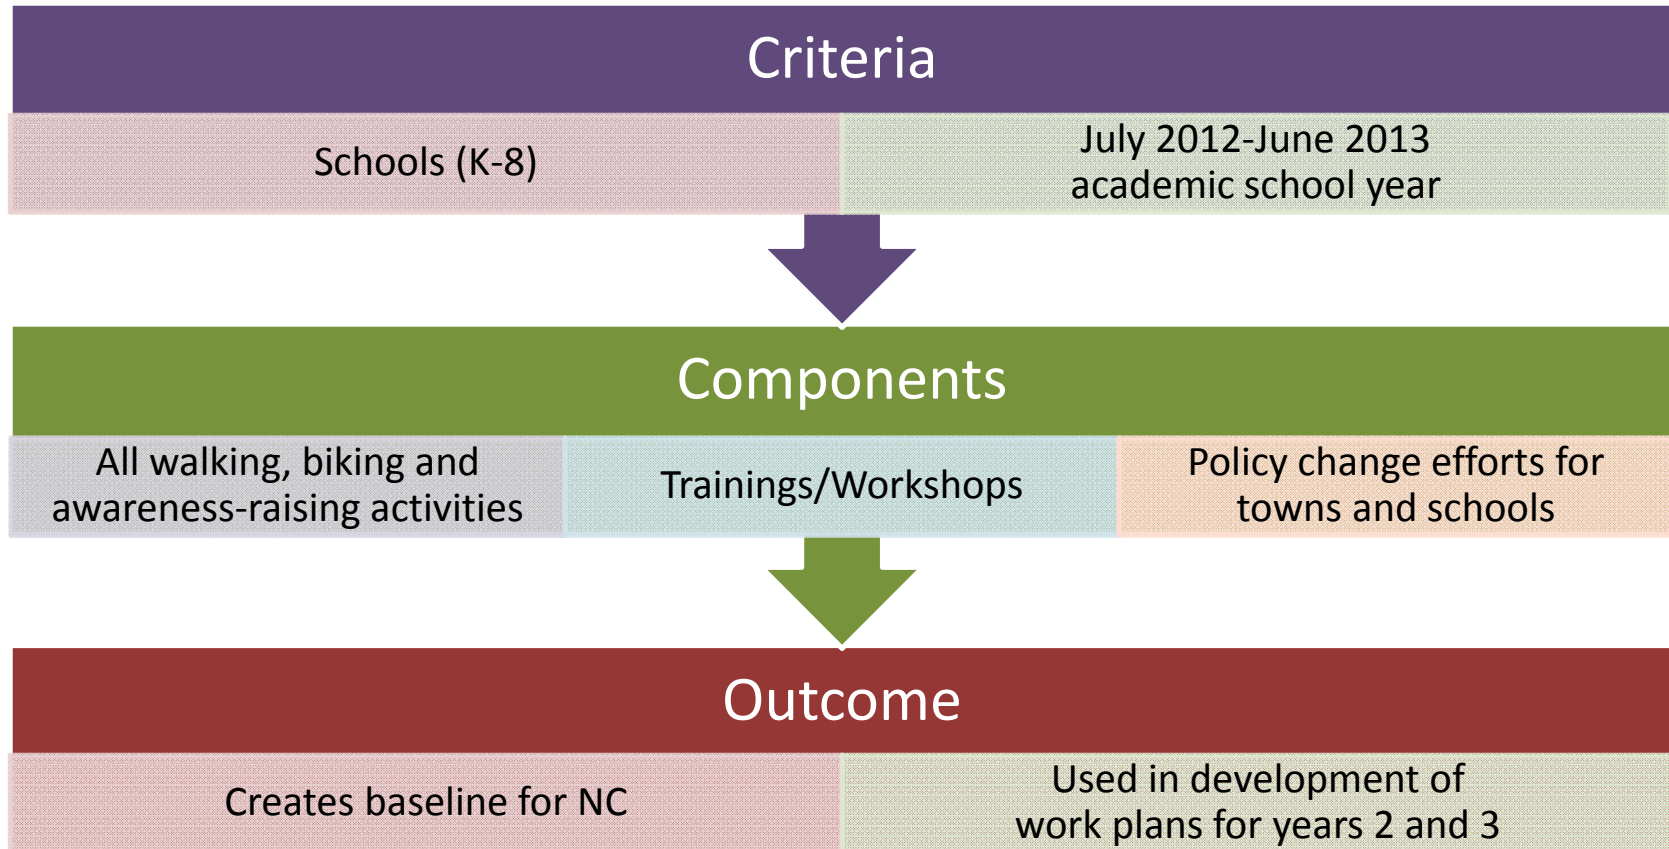 Criteria
Schools (K-8)
July 2012-June 2013
academic school year
Components
All walking, biking and
awareness-raising activities
Trainings/Workshops
Policy change efforts for
towns and schools
Outcome
Creates baseline for NC
Used in development of
work plans for years 2 and 3